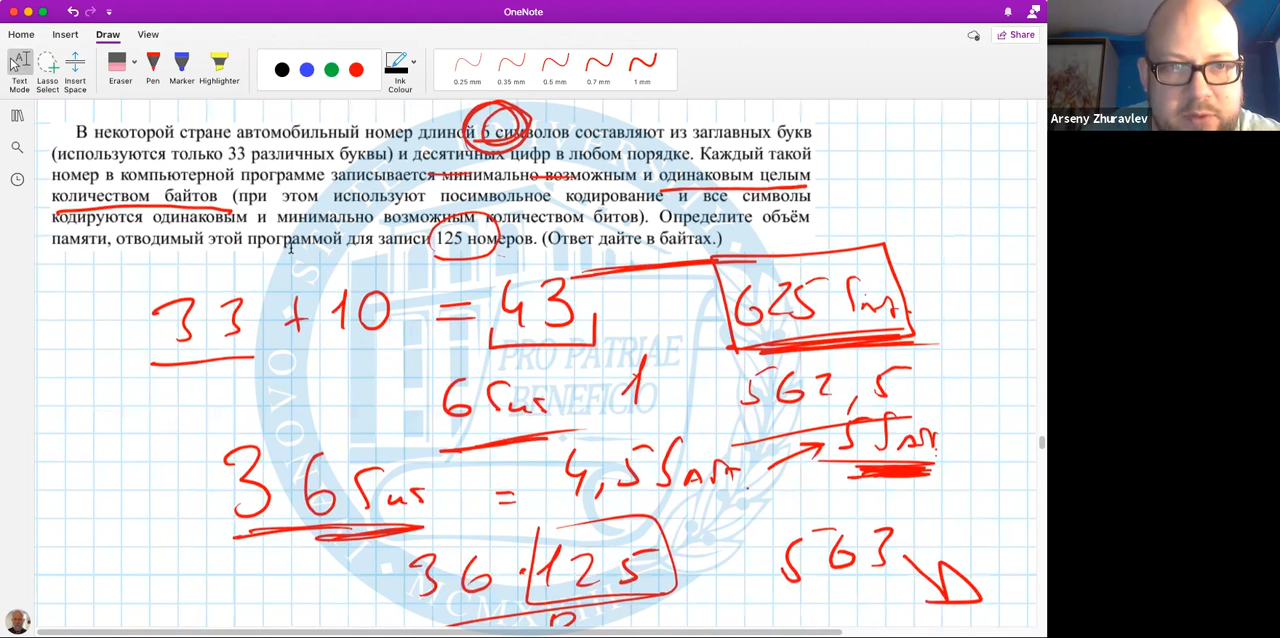 OneNote
Home Insert Draw View
Share
Text Mode
Lasso Select
Insert Space
Eraser
Pen
Marker
Highlighter
Ink Colour
0.25 mm
0.35 mm
0.5 mm
0.7 mm
1 mm
Arseny Zhuravlev
В некоторой стране автомобильный номер длиной 6 символов составляют из заглавных букв
(используются только 33 различных буквы) и десятичных цифр в любом порядке. Каждый такой
номер в компьютерной программе записывается минимально возможным и одинаковым целым
количеством байтов (при этом используют посимвольное кодирование и все символы
кодируются одинаковым и минимально возможным количеством битов). Определите объём
памяти, отводимый этой программой для записи 125 номеров. (Ответ дайте в байтах.)
33 + 10 = 43
625 байт.
6 бит 1
562,5
36 бит = 4,5 байт.
5 байт.
36 · 125
563
PRO PATRIAE
BENEFICIO